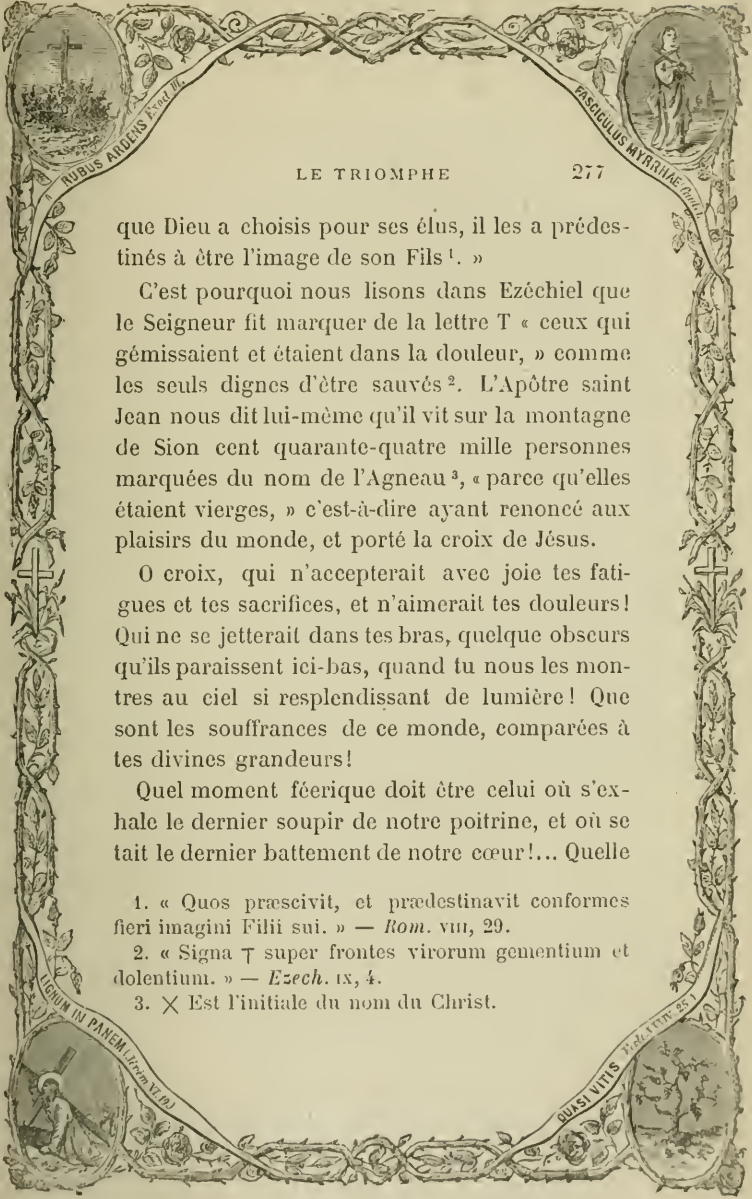 RUBUS ARDENS Exod III.
FASCICULUS MYRRHAE
LE TRIOMPHE 277
que Dieu a choisis pour ses élus, il les a prédes-
tinés à être l'image de son Fils ¹. »
C'est pourquoi nous lisons dans Ezéchiel que
le Seigneur fit marquer de la lettre T « ceux qui
gémissaient et étaient dans la douleur, » comme
les seuls dignes d'être sauvés ². L'Apôtre saint
Jean nous dit lui-même qu'il vit sur la montagne
de Sion cent quarante-quatre mille personnes
marquées du nom de l'Agneau ³, « parce qu'elles
étaient vierges, » c'est-à-dire ayant renoncé aux
plaisirs du monde, et porté la croix de Jésus.
O croix, qui n'accepterait avec joie tes fati-
gues et tes sacrifices, et n'aimerait tes douleurs!
Qui ne se jetterait dans tes bras, quelque obscurs
qu'ils paraissent ici-bas, quand tu nous les mon-
tres au ciel si resplendissant de lumière! Que
sont les souffrances de ce monde, comparées à
tes divines grandeurs!
Quel moment féerique doit être celui où s'ex-
hale le dernier soupir de notre poitrine, et où se
tait le dernier battement de notre cœur!... Quelle
1. « Quos præscivit, et prædestinavit conformes
fieri imagini Filii sui. » — Rom. VIII, 29.
2. « Signa T super frontes virorum gementium et
dolentium. » — Ezech. IX, 4.
3. X Est l'initiale du nom du Christ.
LIGNUM IN PANEM
QUASI VITIS